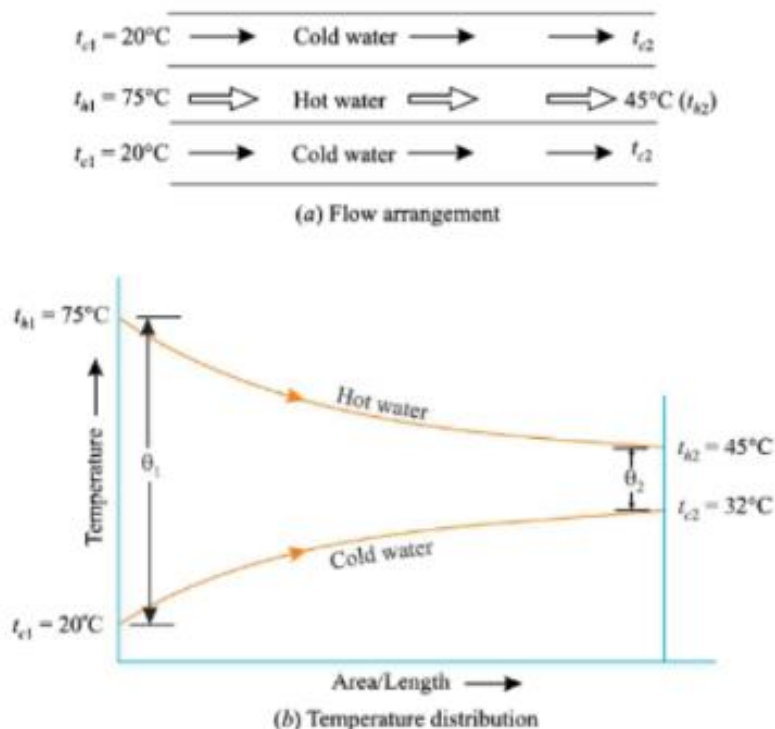 t_c1 = 20°C Cold water t_c2
t_h1 = 75°C Hot water 45°C (t_h2)
t_c1 = 20°C Cold water t_c2
(a) Flow arrangement
t_h1 = 75°C
Hot water
Temperature
θ₁
t_h2 = 45°C
θ₂
t_c2 = 32°C
Cold water
t_c1 = 20°C
Area/Length
(b) Temperature distribution